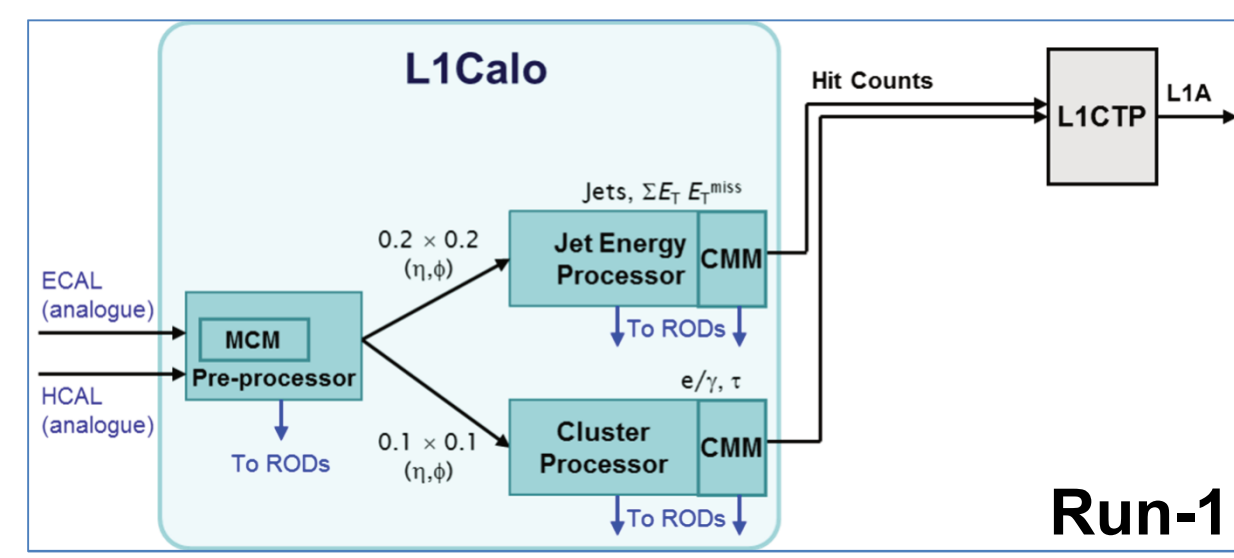 L1Calo
Hit Counts
L1CTP
L1A
Jets, ΣE_T E_T^miss
0.2 × 0.2
(η,ϕ)
Jet Energy
Processor
CMM
To RODs
ECAL
(analogue)
MCM
Pre-processor
HCAL
(analogue)
To RODs
e/γ, τ
0.1 × 0.1
(η,ϕ)
Cluster
Processor
CMM
To RODs
Run-1